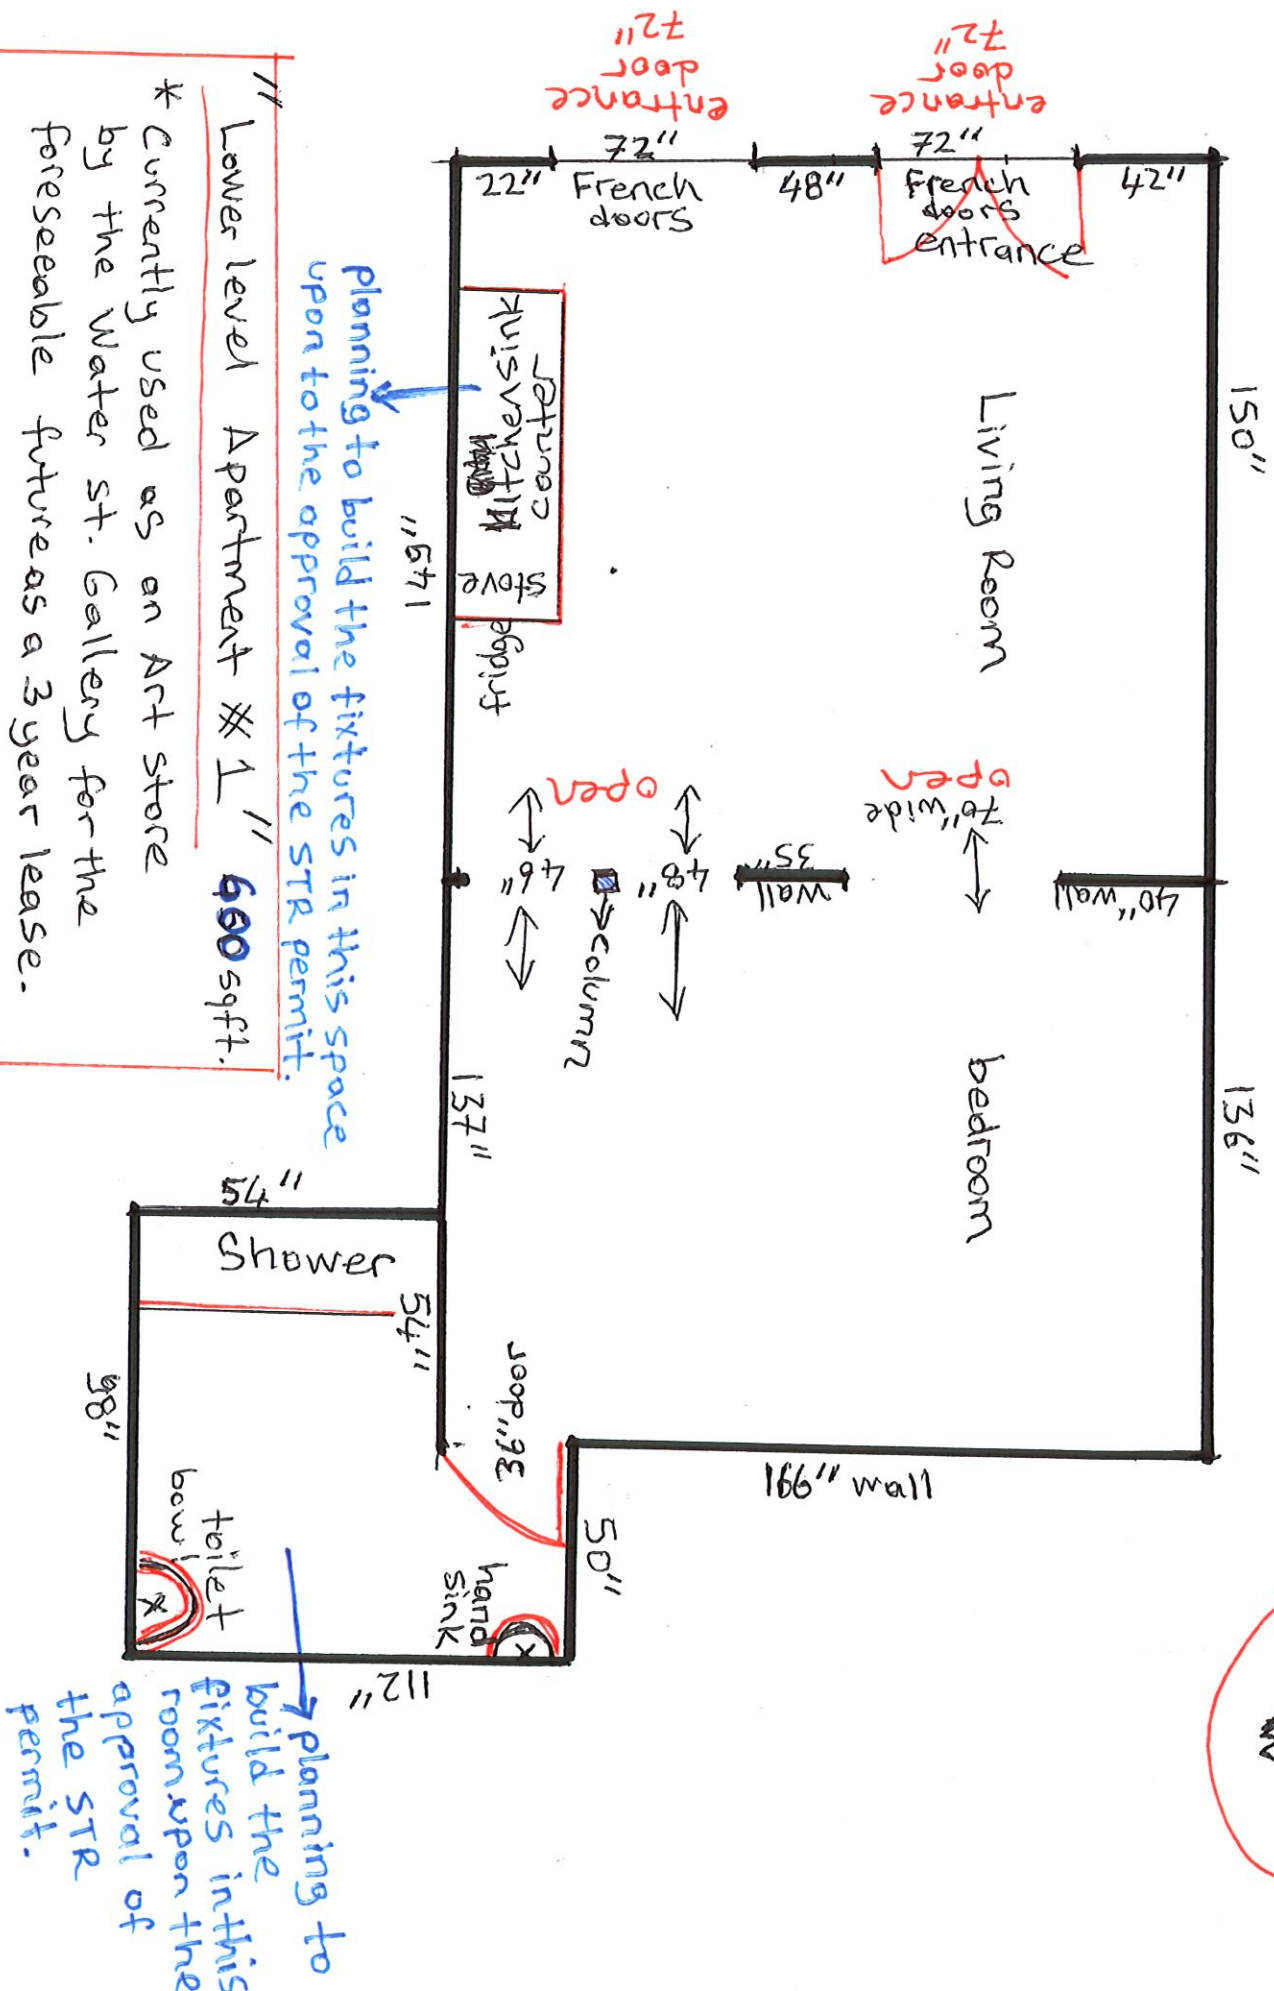 entrance
door
72"
entrance
door
72"
22"
72"
French
doors
48"
72"
French
doors
entrance
42"
150"
Living Room
counter
Kitchen sink
stove
fridge
149"
planning to build the fixtures in this space
upon to the approval of the STR permit.
open
open
70" wide
46"
48"
column
35"
wall
40" wall
137"
136"
bedroom
54"
Shower
54"
36" door
50"
166" wall
98"
toilet
bowl
x
hand
sink
x
112"
planning to
build the
fixtures in this
room upon the
approval of
the STR
permit.
" Lower level Apartment #1 " 600 sqft.
* Currently used as an Art store
by the Water st. Gallery for the
foreseeable future as a 3 year lease.